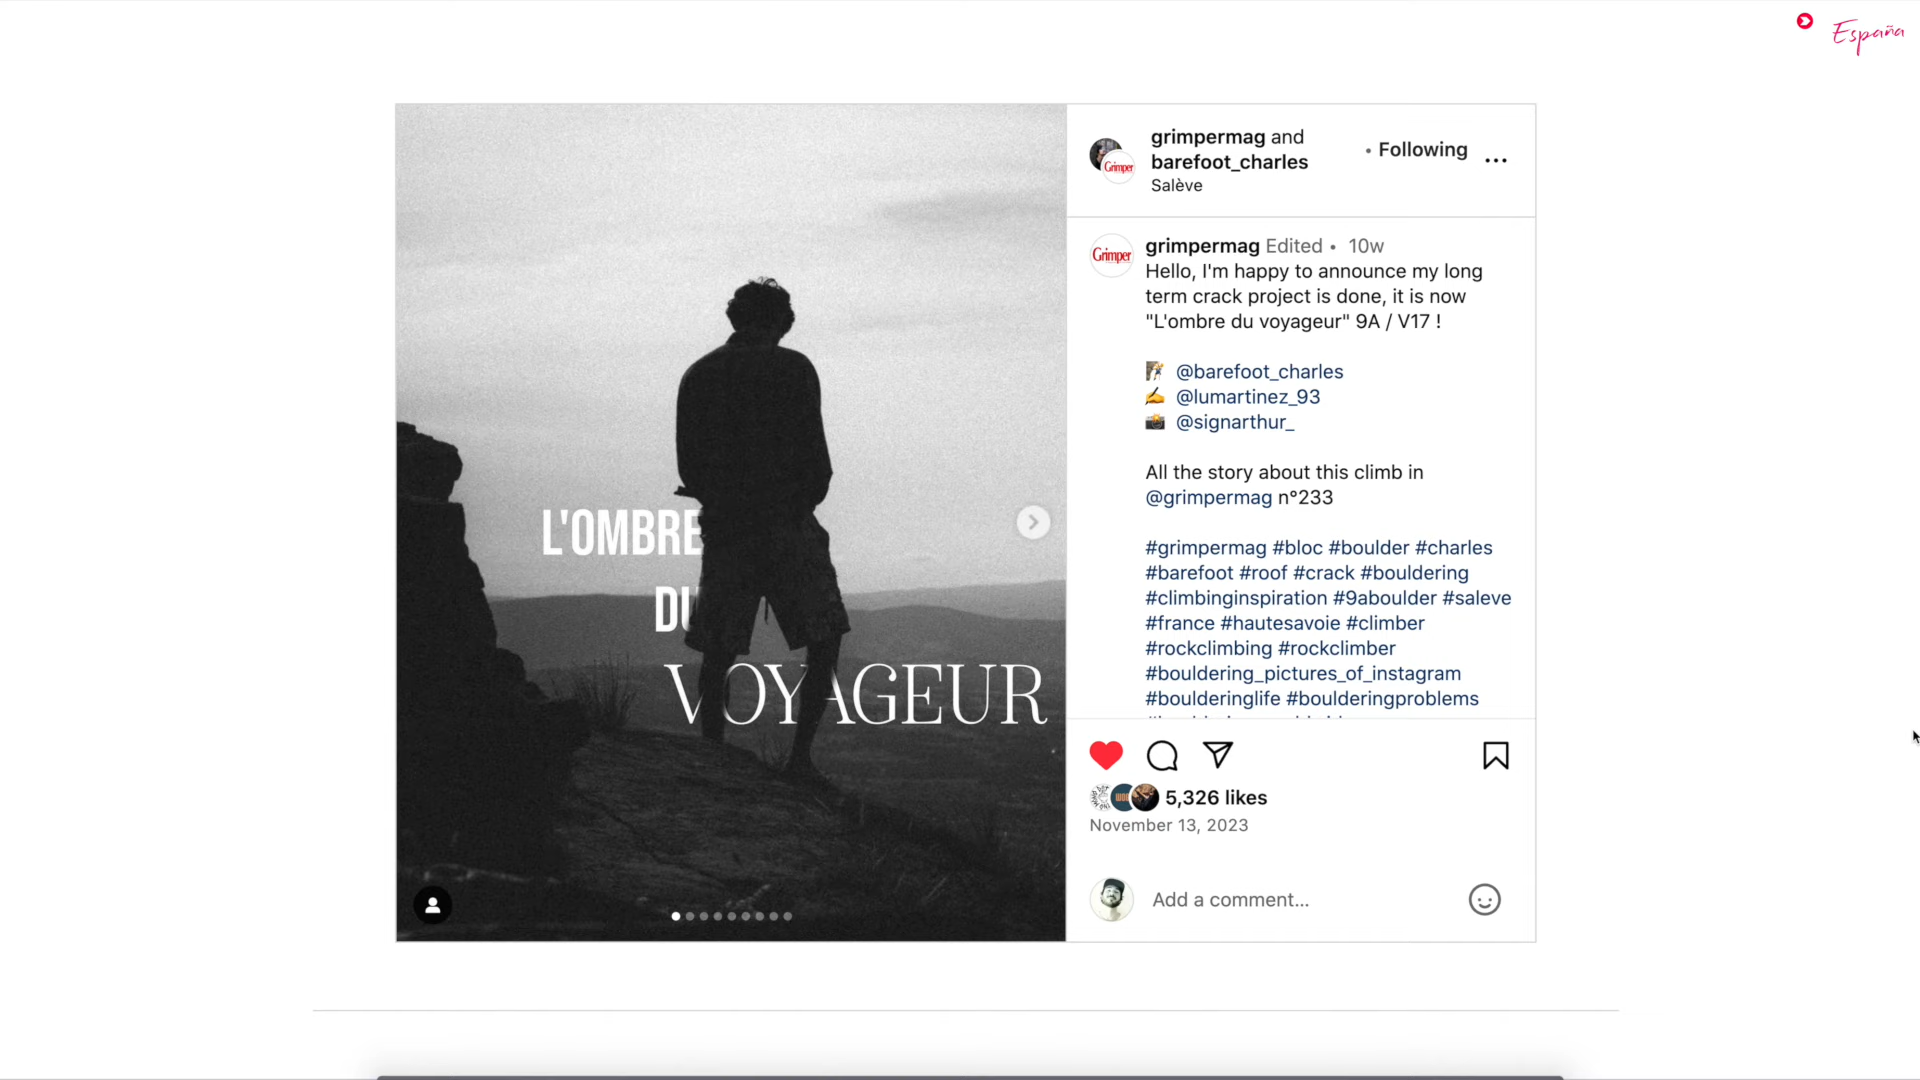 España
grimpermag and
barefoot_charles
• Following
Salève
Grimper
L'OMBRE
DU
VOYAGEUR
Grimper
grimpermag Edited • 10w
Hello, I'm happy to announce my long
term crack project is done, it is now
"L'ombre du voyageur" 9A / V17 !
@barefoot_charles
@lumartinez_93
@signarthur_
All the story about this climb in
@grimpermag n°233
#grimpermag #bloc #boulder #charles
#barefoot #roof #crack #bouldering
#climbinginspiration #9aboulder #saleve
#france #hautesavoie #climber
#rockclimbing #rockclimber
#bouldering_pictures_of_instagram
#boulderinglife #boulderingproblems
5,326 likes
November 13, 2023
Add a comment...